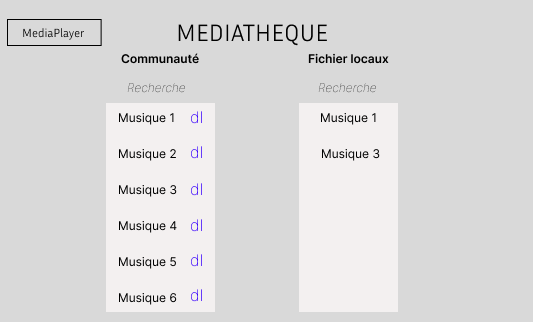 MediaPlayer
MEDIATHEQUE
Communauté
Recherche
Musique 1 dl
Musique 2 dl
Musique 3 dl
Musique 4 dl
Musique 5 dl
Musique 6 dl
Fichier locaux
Recherche
Musique 1
Musique 3